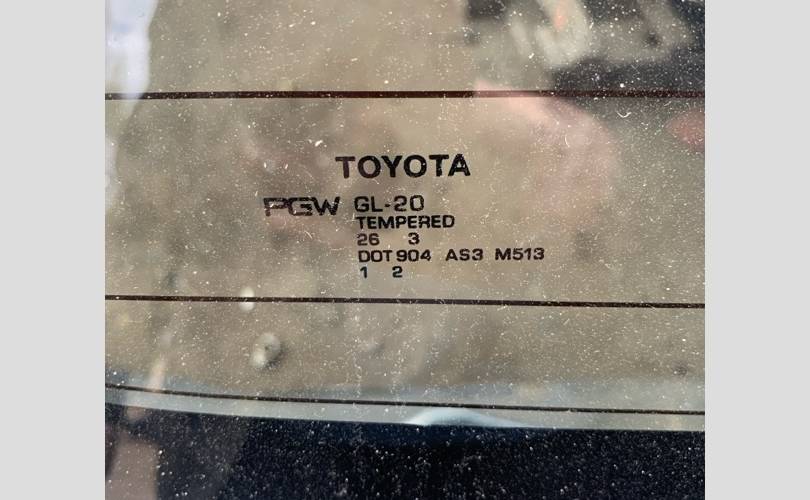 TOYOTA
PGW GL-20
TEMPERED
26 3
DOT 904 AS3 M513
1 2